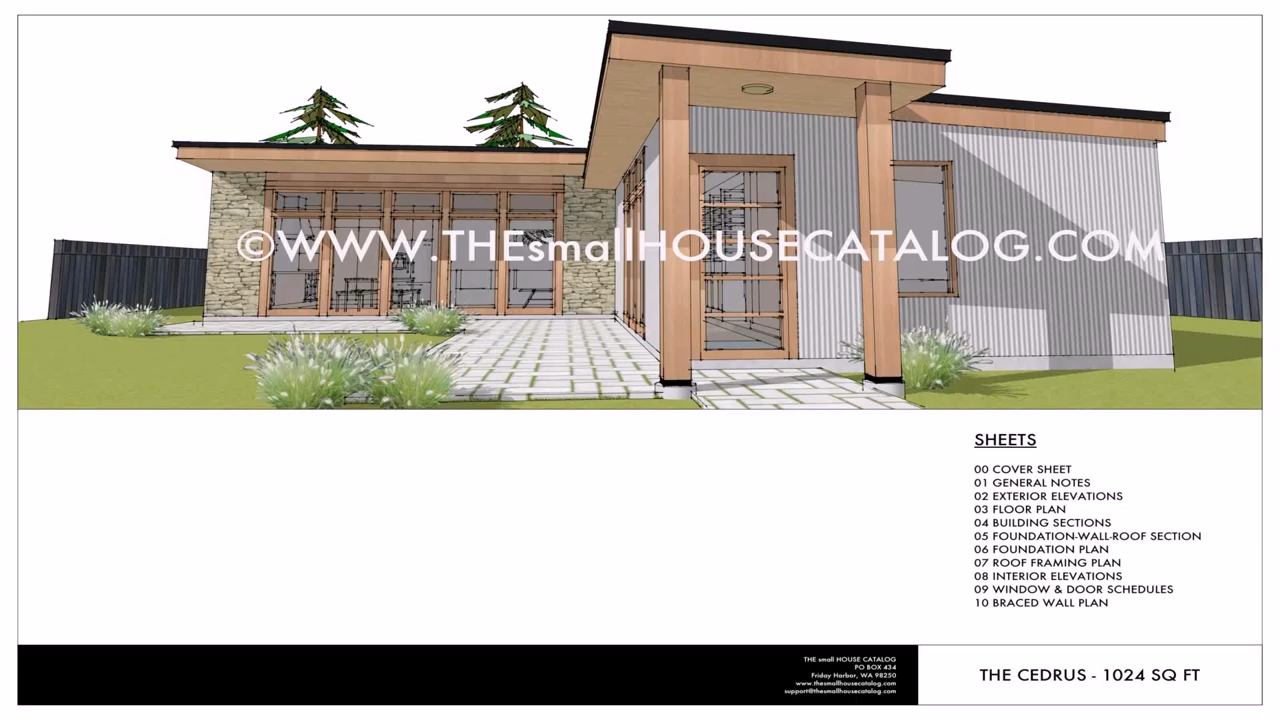 ©WWW.THEsmallHOUSECATALOG.COM
SHEETS
00 COVER SHEET
01 GENERAL NOTES
02 EXTERIOR ELEVATIONS
03 FLOOR PLAN
04 BUILDING SECTIONS
05 FOUNDATION-WALL-ROOF SECTION
06 FOUNDATION PLAN
07 ROOF FRAMING PLAN
08 INTERIOR ELEVATIONS
09 WINDOW & DOOR SCHEDULES
10 BRACED WALL PLAN
THE small HOUSE CATALOG
PO BOX 434
Friday Harbor, WA 98250
www.thesmallhousecatalog.com
support@thesmallhousecatalog.com
THE CEDRUS - 1024 SQ FT